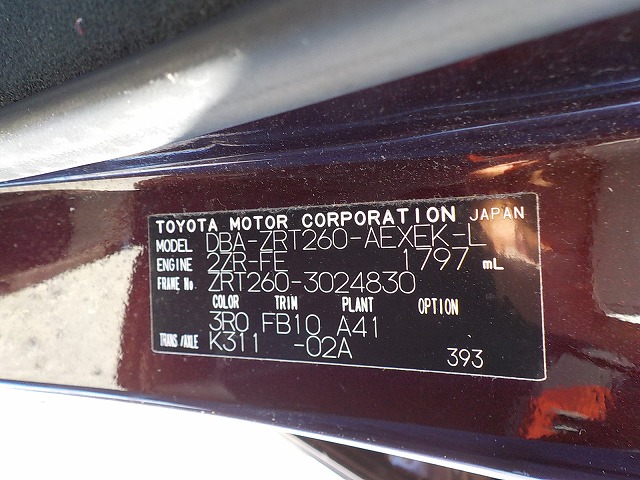 TOYOTA MOTOR CORPORATION JAPAN
MODEL DBA-ZRT260-AEXEK-L
ENGINE 2ZR-FE 1797 mL
FRAME No. ZRT260-3024830
COLOR TRIM PLANT OPTION
3R0 FB10 A41
TRANS/AXLE K311 -02A 393